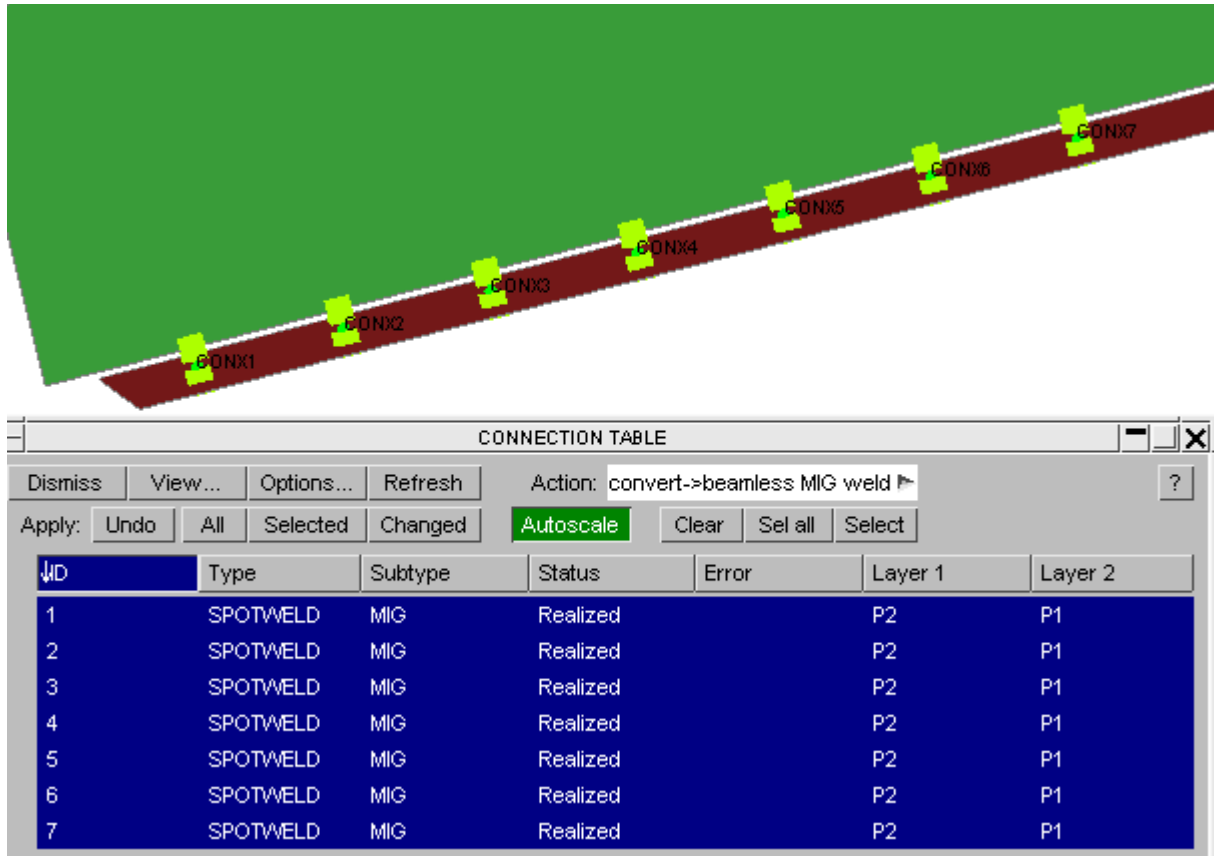 CONX7
CONX6
CONX5
CONX4
CONX3
CONX2
CONX1
CONNECTION TABLE
Dismiss View... Options... Refresh Action: convert->beamless MIG weld ?
Apply: Undo All Selected Changed Autoscale Clear Sel all Select
ID Type Subtype Status Error Layer 1 Layer 2
1 SPOTWELD MIG Realized P2 P1
2 SPOTWELD MIG Realized P2 P1
3 SPOTWELD MIG Realized P2 P1
4 SPOTWELD MIG Realized P2 P1
5 SPOTWELD MIG Realized P2 P1
6 SPOTWELD MIG Realized P2 P1
7 SPOTWELD MIG Realized P2 P1